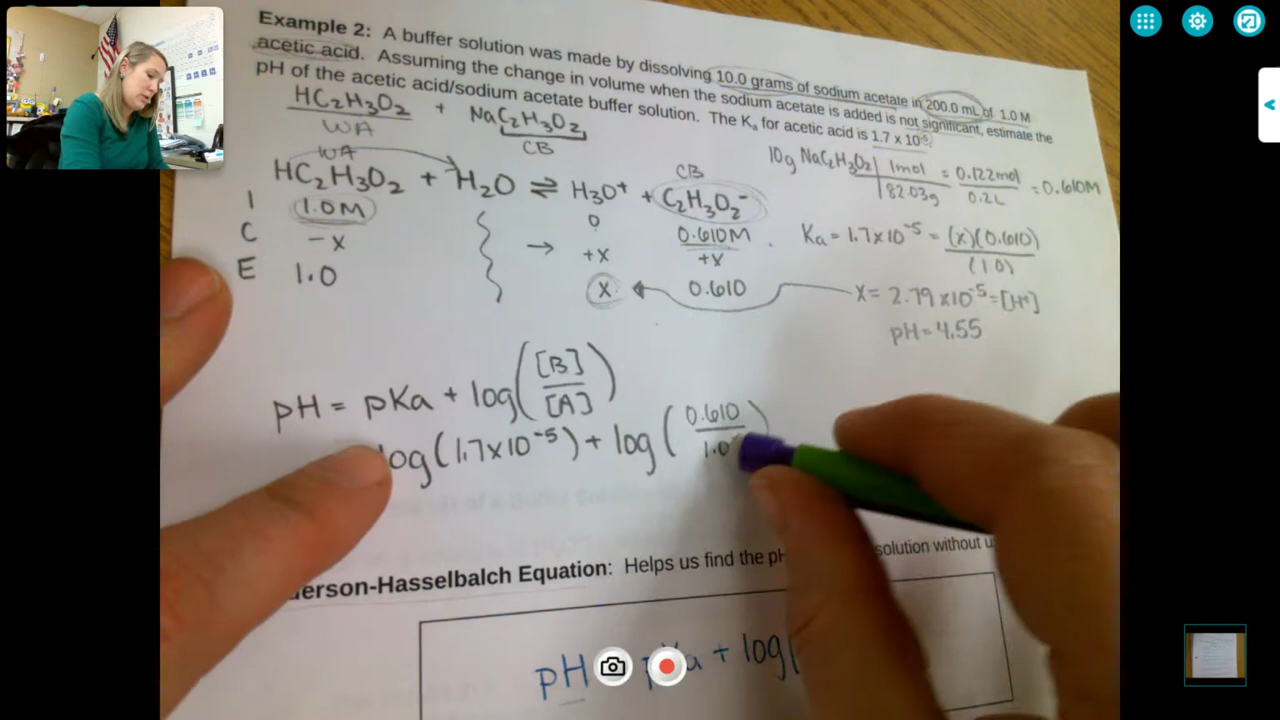 Example 2: A buffer solution was made by dissolving 10.0 grams of sodium acetate in 200.0 mL of 1.0 M
acetic acid. Assuming the change in volume when the sodium acetate is added is not significant, estimate the
pH of the acetic acid/sodium acetate buffer solution. The Ka for acetic acid is 1.7 x 10⁻⁵.
HC₂H₃O₂ + NaC₂H₃O₂
WA CB
10g NaC₂H₃O₂ | 1mol / 82.03g = 0.122mol / 0.2L = 0.610M
WA CB
HC₂H₃O₂ + H₂O ⇌ H₃O⁺ + C₂H₃O₂⁻
I 1.0M 0 0.610M
C -x → +x +x
E 1.0 x 0.610
Ka = 1.7x10⁻⁵ = (x)(0.610) / (1.0)
x = 2.79x10⁻⁵ = [H⁺]
pH = 4.55
pH = pKa + log([B]/[A])
log(1.7x10⁻⁵) + log(0.610/1.0)
Equation: Helps us find the solution without
pH a + log(